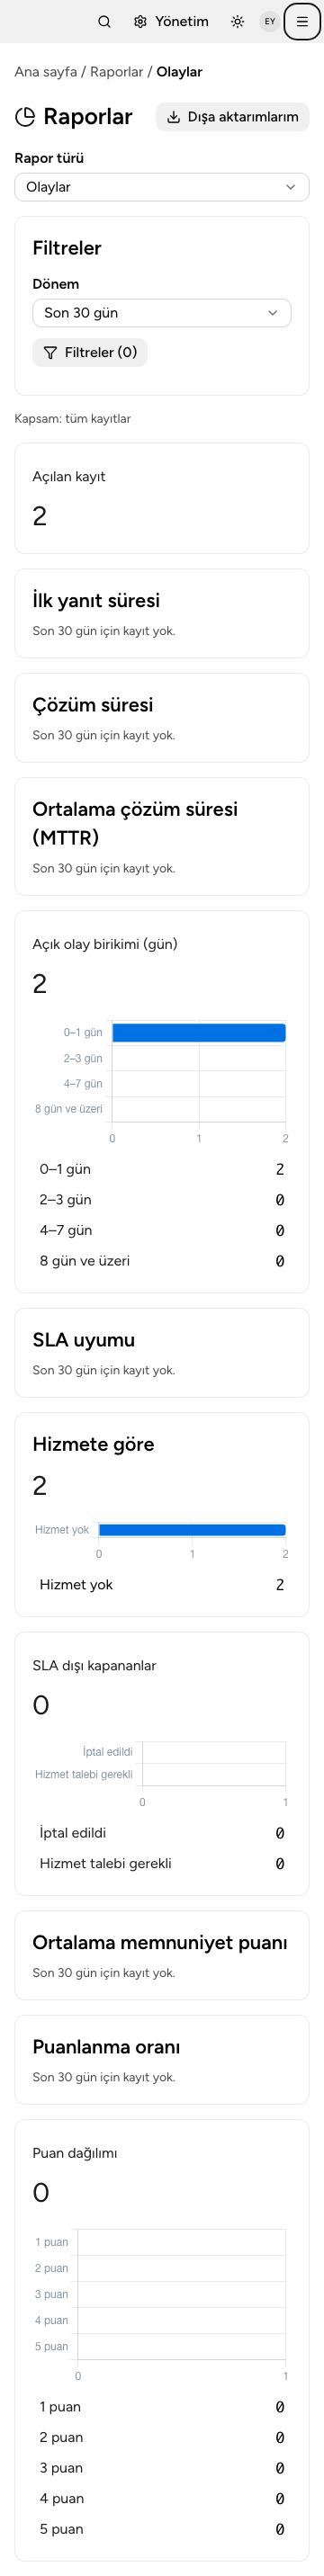 Yönetim
EY
Ana sayfa / Raporlar / Olaylar
Raporlar
Dışa aktarımlarım
Rapor türü
Olaylar
Filtreler
Dönem
Son 30 gün
Filtreler (0)
Kapsam: tüm kayıtlar
Açılan kayıt
2
İlk yanıt süresi
Son 30 gün için kayıt yok.
Çözüm süresi
Son 30 gün için kayıt yok.
Ortalama çözüm süresi
(MTTR)
Son 30 gün için kayıt yok.
Açık olay birikimi (gün)
2
0–1 gün
2–3 gün
4–7 gün
8 gün ve üzeri
0 1 2
0–1 gün 2
2–3 gün 0
4–7 gün 0
8 gün ve üzeri 0
SLA uyumu
Son 30 gün için kayıt yok.
Hizmete göre
2
Hizmet yok
0 1 2
Hizmet yok 2
SLA dışı kapananlar
0
İptal edildi
Hizmet talebi gerekli
0 1
İptal edildi 0
Hizmet talebi gerekli 0
Ortalama memnuniyet puanı
Son 30 gün için kayıt yok.
Puanlanma oranı
Son 30 gün için kayıt yok.
Puan dağılımı
0
1 puan
2 puan
3 puan
4 puan
5 puan
0 1
1 puan 0
2 puan 0
3 puan 0
4 puan 0
5 puan 0